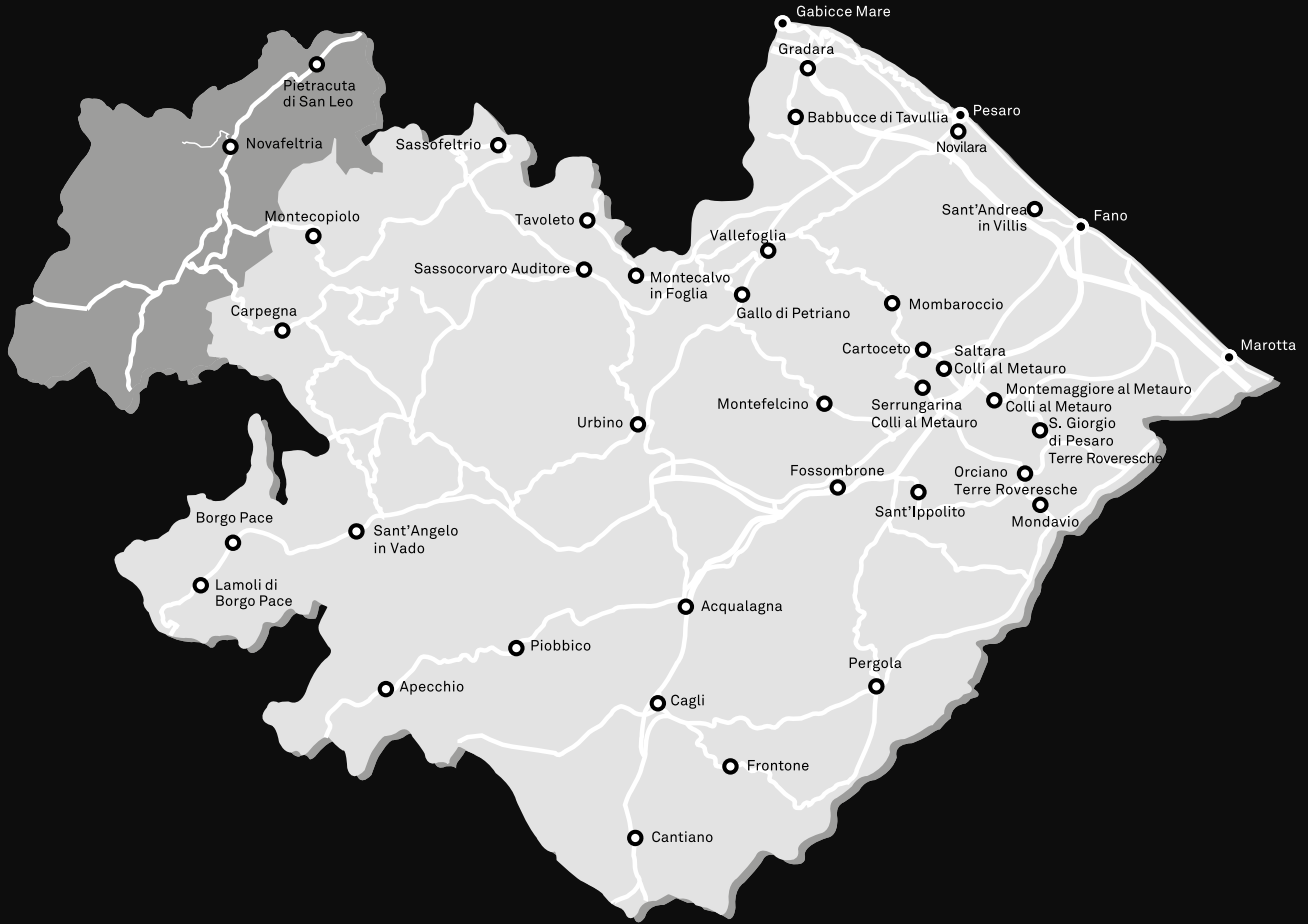 Gabicce Mare
Gradara
Pietracuta
di San Leo
Babbucce di Tavullia
Pesaro
Novilara
Novafeltria
Sassofeltrio
Montecopiolo
Tavoleto
Sant’Andrea
in Villis
Fano
Vallefoglia
Sassocorvaro Auditore
Montecalvo
in Foglia
Gallo di Petriano
Mombaroccio
Carpegna
Marotta
Cartoceto
Saltara
Colli al Metauro
Montemaggiore al Metauro
Colli al Metauro
Montefelcino
Serrungarina
Colli al Metauro
Urbino
S. Giorgio
di Pesaro
Terre Roveresche
Fossombrone
Orciano
Terre Roveresche
Sant’Ippolito
Mondavio
Borgo Pace
Sant’Angelo
in Vado
Lamoli di
Borgo Pace
Acqualagna
Piobbico
Pergola
Apecchio
Cagli
Frontone
Cantiano